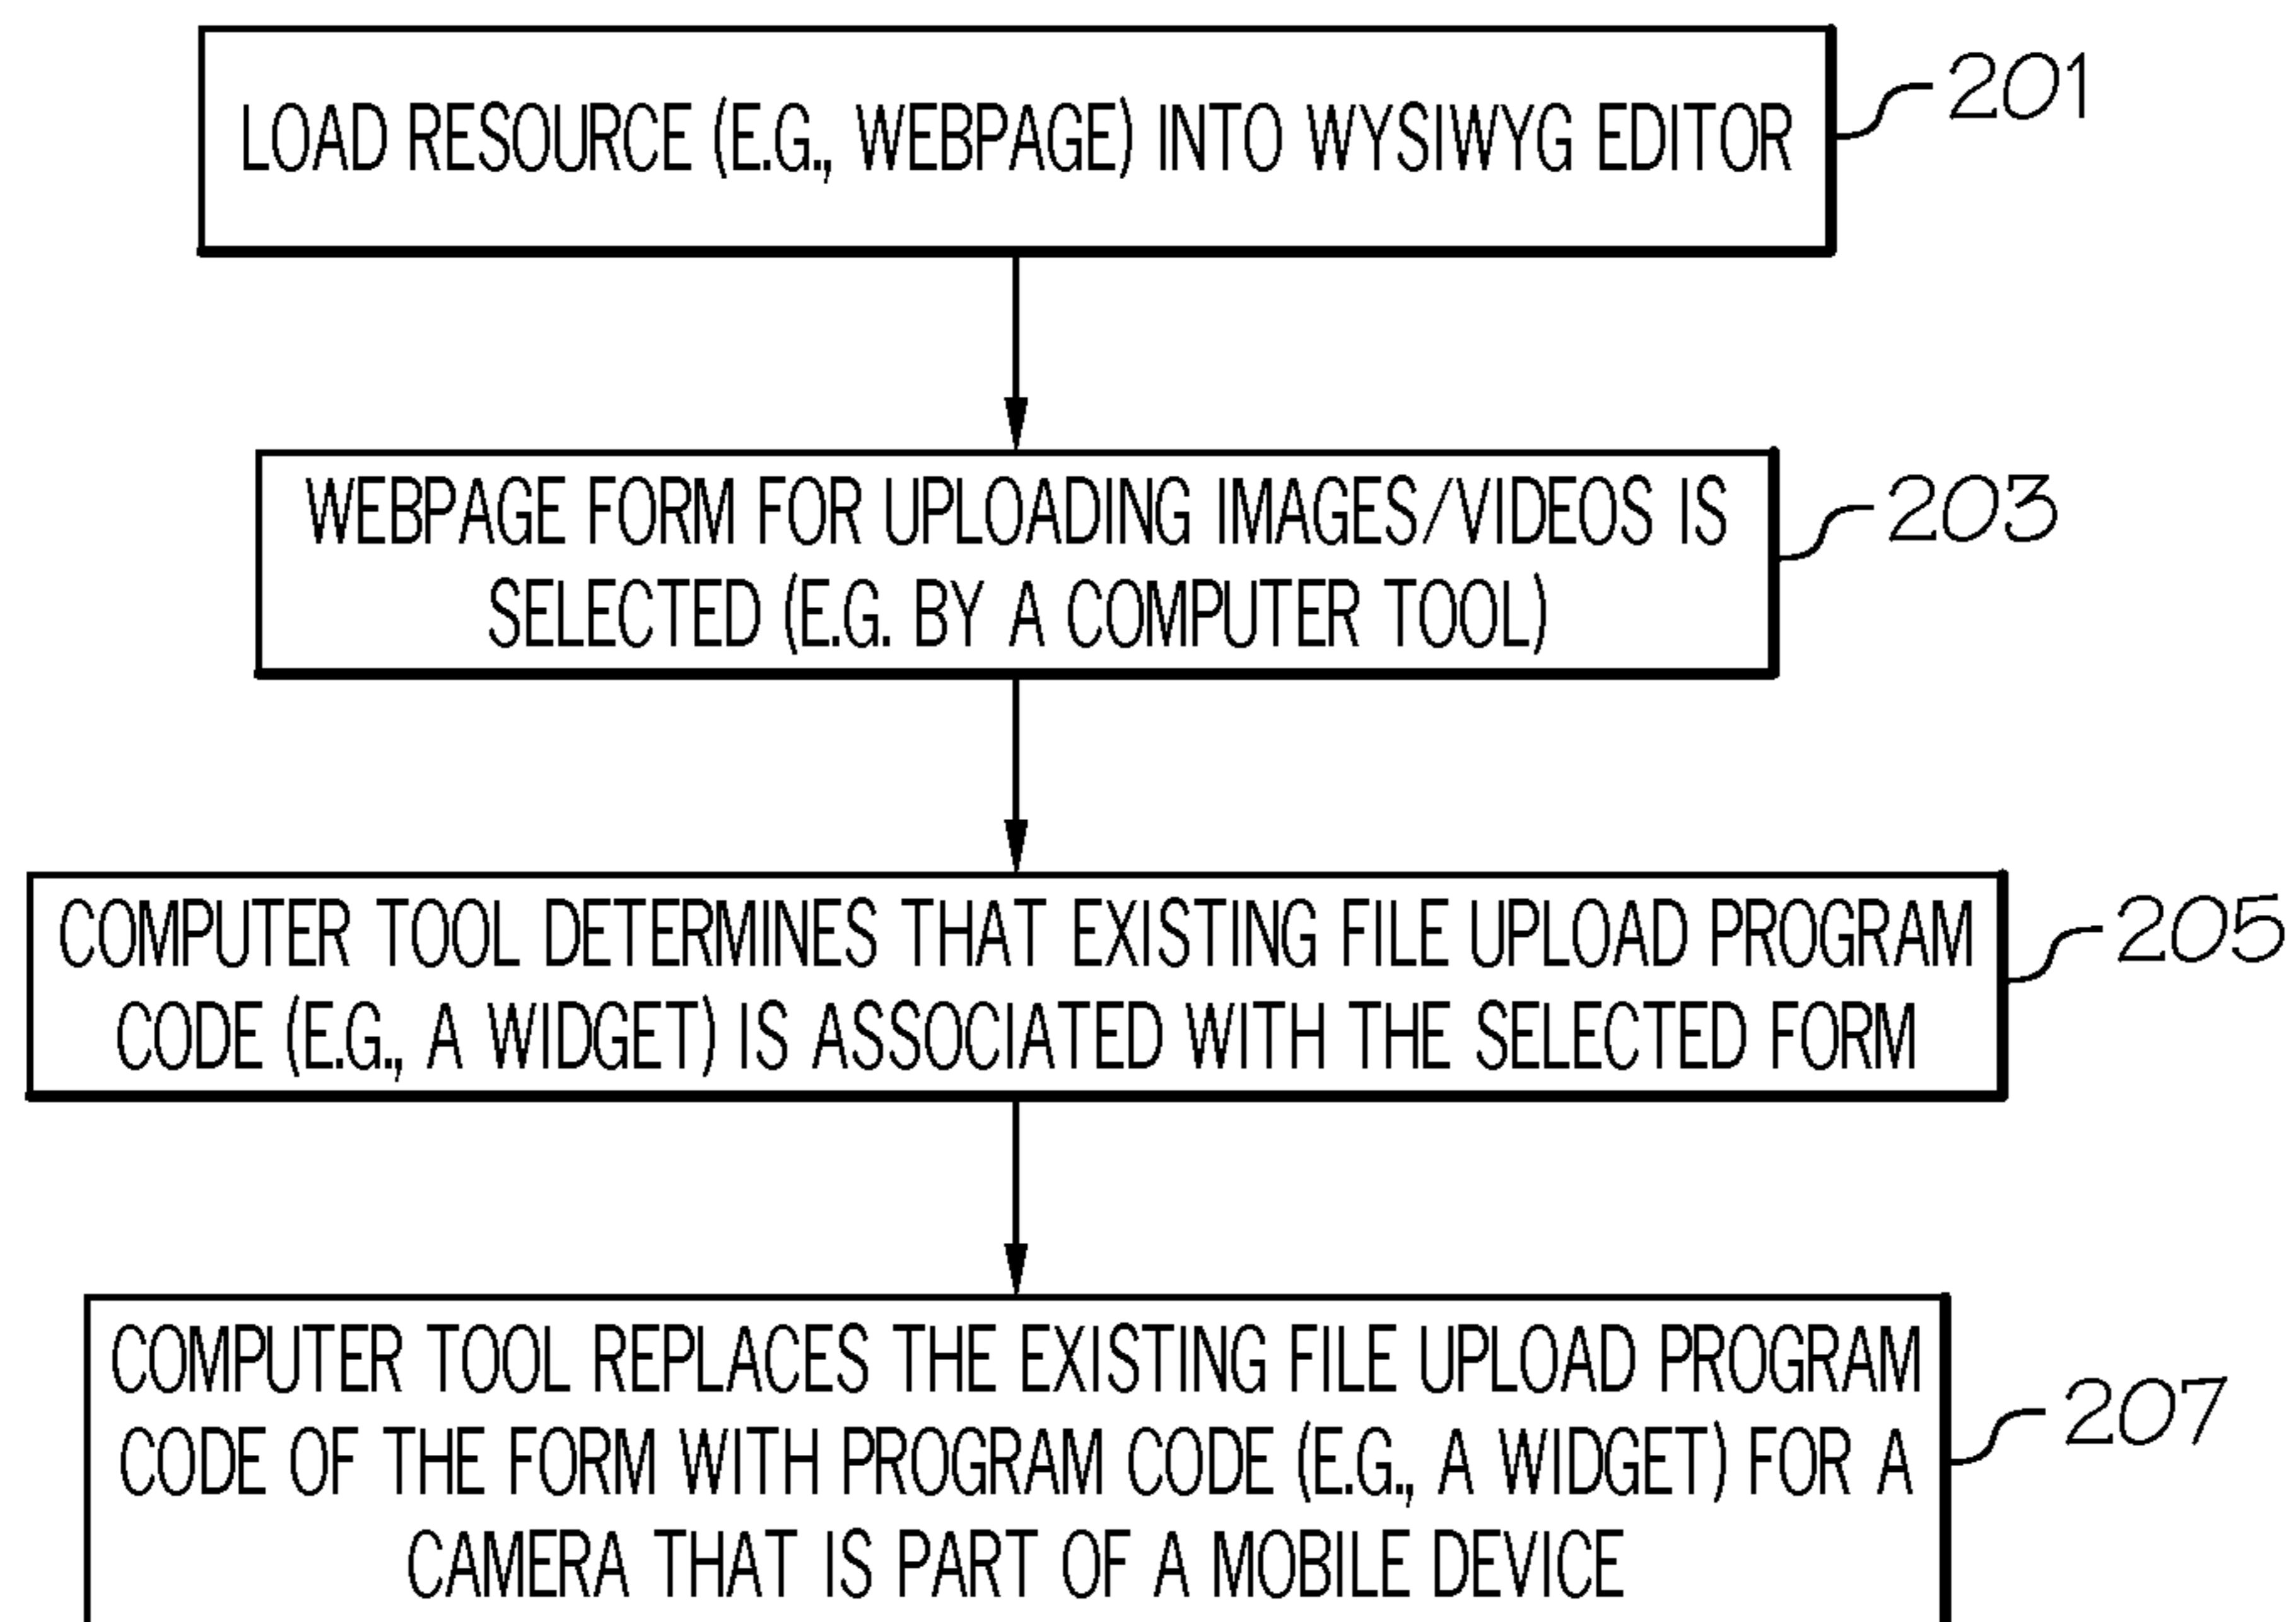 LOAD RESOURCE (E.G., WEBPAGE) INTO WYSIWYG EDITOR
201
WEBPAGE FORM FOR UPLOADING IMAGES/VIDEOS IS
SELECTED (E.G. BY A COMPUTER TOOL)
203
COMPUTER TOOL DETERMINES THAT EXISTING FILE UPLOAD PROGRAM
CODE (E.G., A WIDGET) IS ASSOCIATED WITH THE SELECTED FORM
205
COMPUTER TOOL REPLACES THE EXISTING FILE UPLOAD PROGRAM
CODE OF THE FORM WITH PROGRAM CODE (E.G., A WIDGET) FOR A
CAMERA THAT IS PART OF A MOBILE DEVICE
207